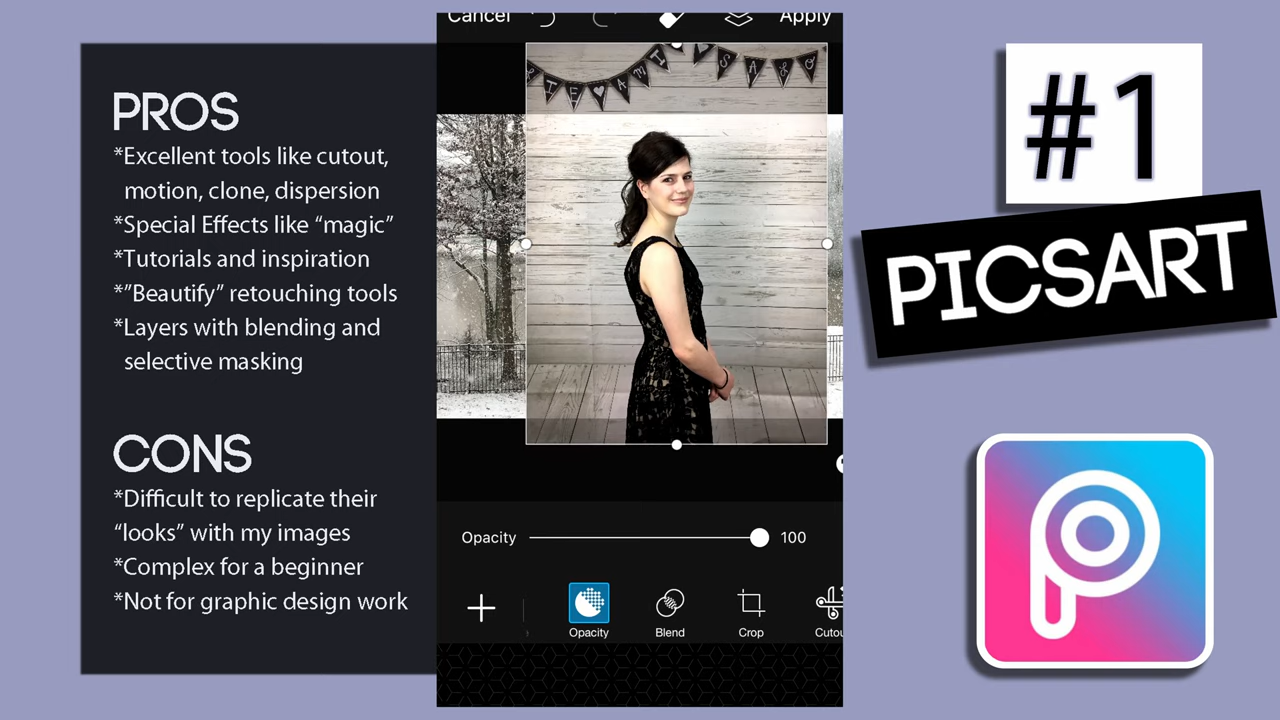 PROS
*Excellent tools like cutout,
motion, clone, dispersion
*Special Effects like “magic”
*Tutorials and inspiration
*”Beautify” retouching tools
*Layers with blending and
selective masking
CONS
*Difficult to replicate their
“looks” with my images
*Complex for a beginner
*Not for graphic design work
Cancel
Apply
Opacity
100
Opacity
Blend
Crop
#1
PICSART